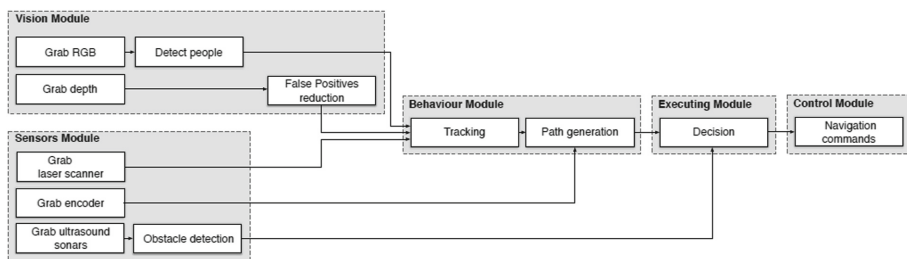 Vision Module
Grab RGB
Detect people
Grab depth
False Positives
reduction
Behaviour Module
Tracking
Path generation
Executing Module
Decision
Control Module
Navigation
commands
Sensors Module
Grab
laser scanner
Grab encoder
Grab ultrasound
sonars
Obstacle detection